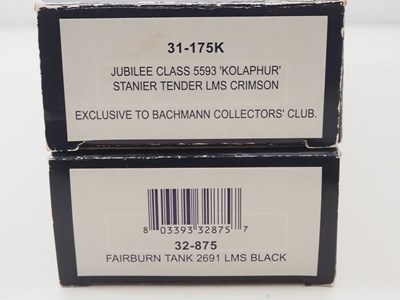 31-175K
JUBILEE CLASS 5593 'KOLAPHUR'
STANIER TENDER LMS CRIMSON
EXCLUSIVE TO BACHMANN COLLECTORS' CLUB.
8 03393 32875 7
32-875
FAIRBURN TANK 2691 LMS BLACK